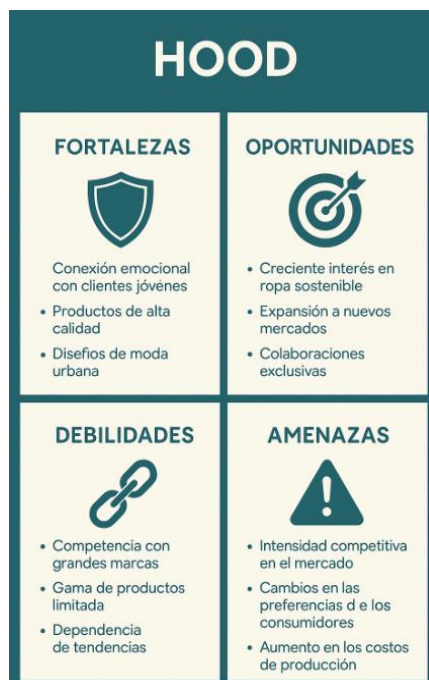 HOOD
FORTALEZAS
Conexión emocional
con clientes jóvenes
• Productos de alta
calidad
• Diseños de moda
urbana
OPORTUNIDADES
• Creciente interés en
ropa sostenible
• Expansión a nuevos
mercados
• Colaboraciones
exclusivas
DEBILIDADES
• Competencia con
grandes marcas
• Gama de productos
limitada
• Dependencia
de tendencias
AMENAZAS
• Intensidad competitiva
en el mercado
• Cambios en las
preferencias d e los
consumidores
• Aumento en los costos
de producción